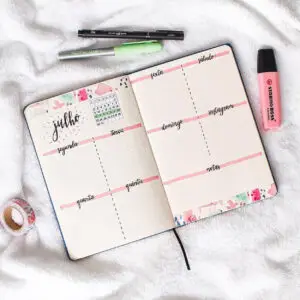 julho
segunda
terça
quarta
quinta
sexta
sábado
domingo
instagram
notas
STABILO BOSS